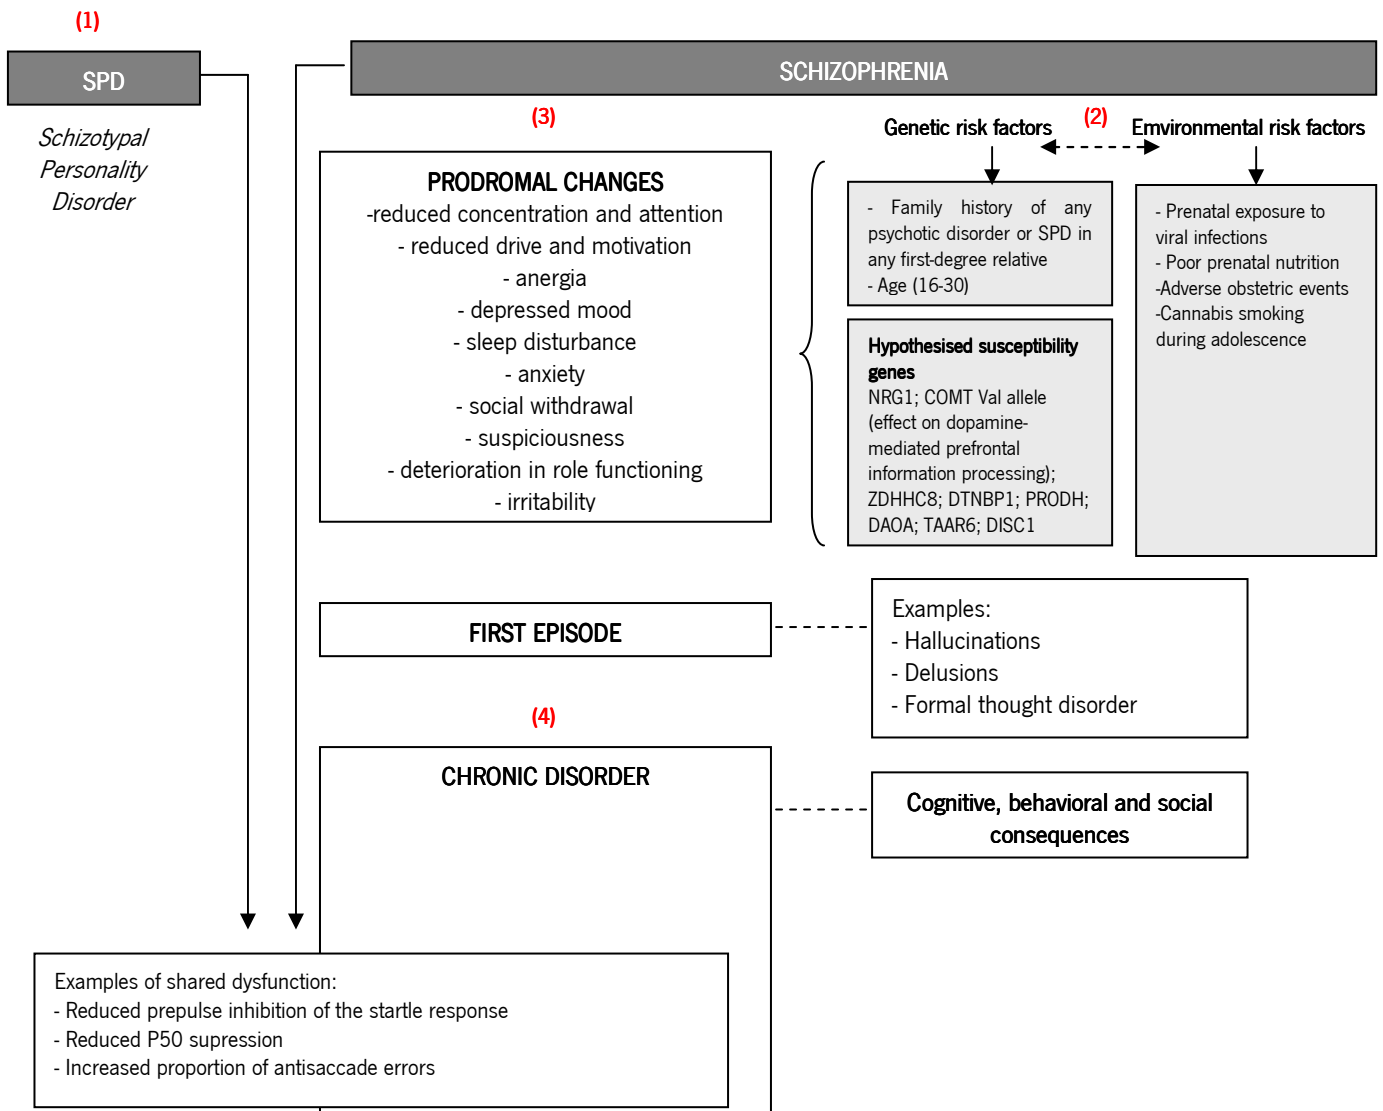 (1)
SPD
Schizotypal
Personality
Disorder
SCHIZOPHRENIA
(3)
PRODROMAL CHANGES
-reduced concentration and attention
- reduced drive and motivation
- anergia
- depressed mood
- sleep disturbance
- anxiety
- social withdrawal
- suspiciousness
- deterioration in role functioning
- irritability
(2)
Genetic risk factors
- Family history of any
psychotic disorder or SPD in
any first-degree relative
- Age (16-30)
Hypothesised susceptibility
genes
NRG1; COMT Val allele
(effect on dopamine-
mediated prefrontal
information processing);
ZDHHC8; DTNBP1; PRODH;
DAOA; TAAR6; DISC1
Emvironmental risk factors
- Prenatal exposure to
viral infections
- Poor prenatal nutrition
-Adverse obstetric events
-Cannabis smoking
during adolescence
FIRST EPISODE
Examples:
- Hallucinations
- Delusions
- Formal thought disorder
(4)
CHRONIC DISORDER
Cognitive, behavioral and social
consequences
Examples of shared dysfunction:
- Reduced prepulse inhibition of the startle response
- Reduced P50 supression
- Increased proportion of antisaccade errors